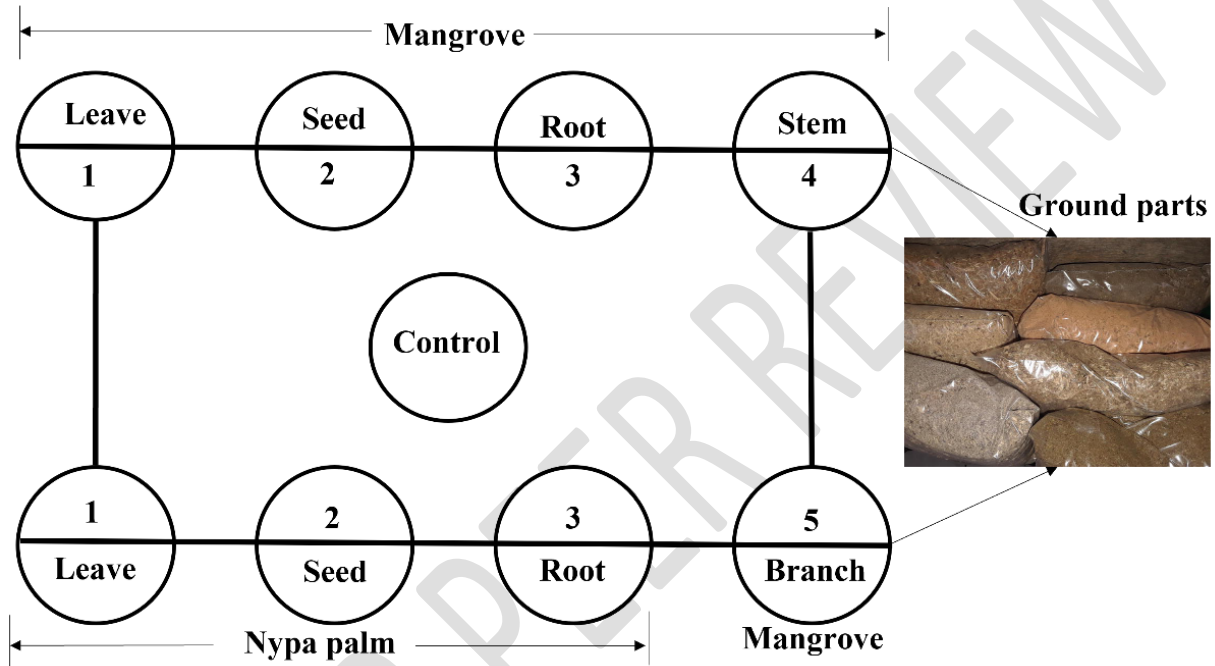 Mangrove
Leave
Seed
Root
Stem
1
2
3
4
Ground parts
Control
1
2
3
5
Leave
Seed
Root
Branch
Nypa palm
Mangrove
PER REVIEW